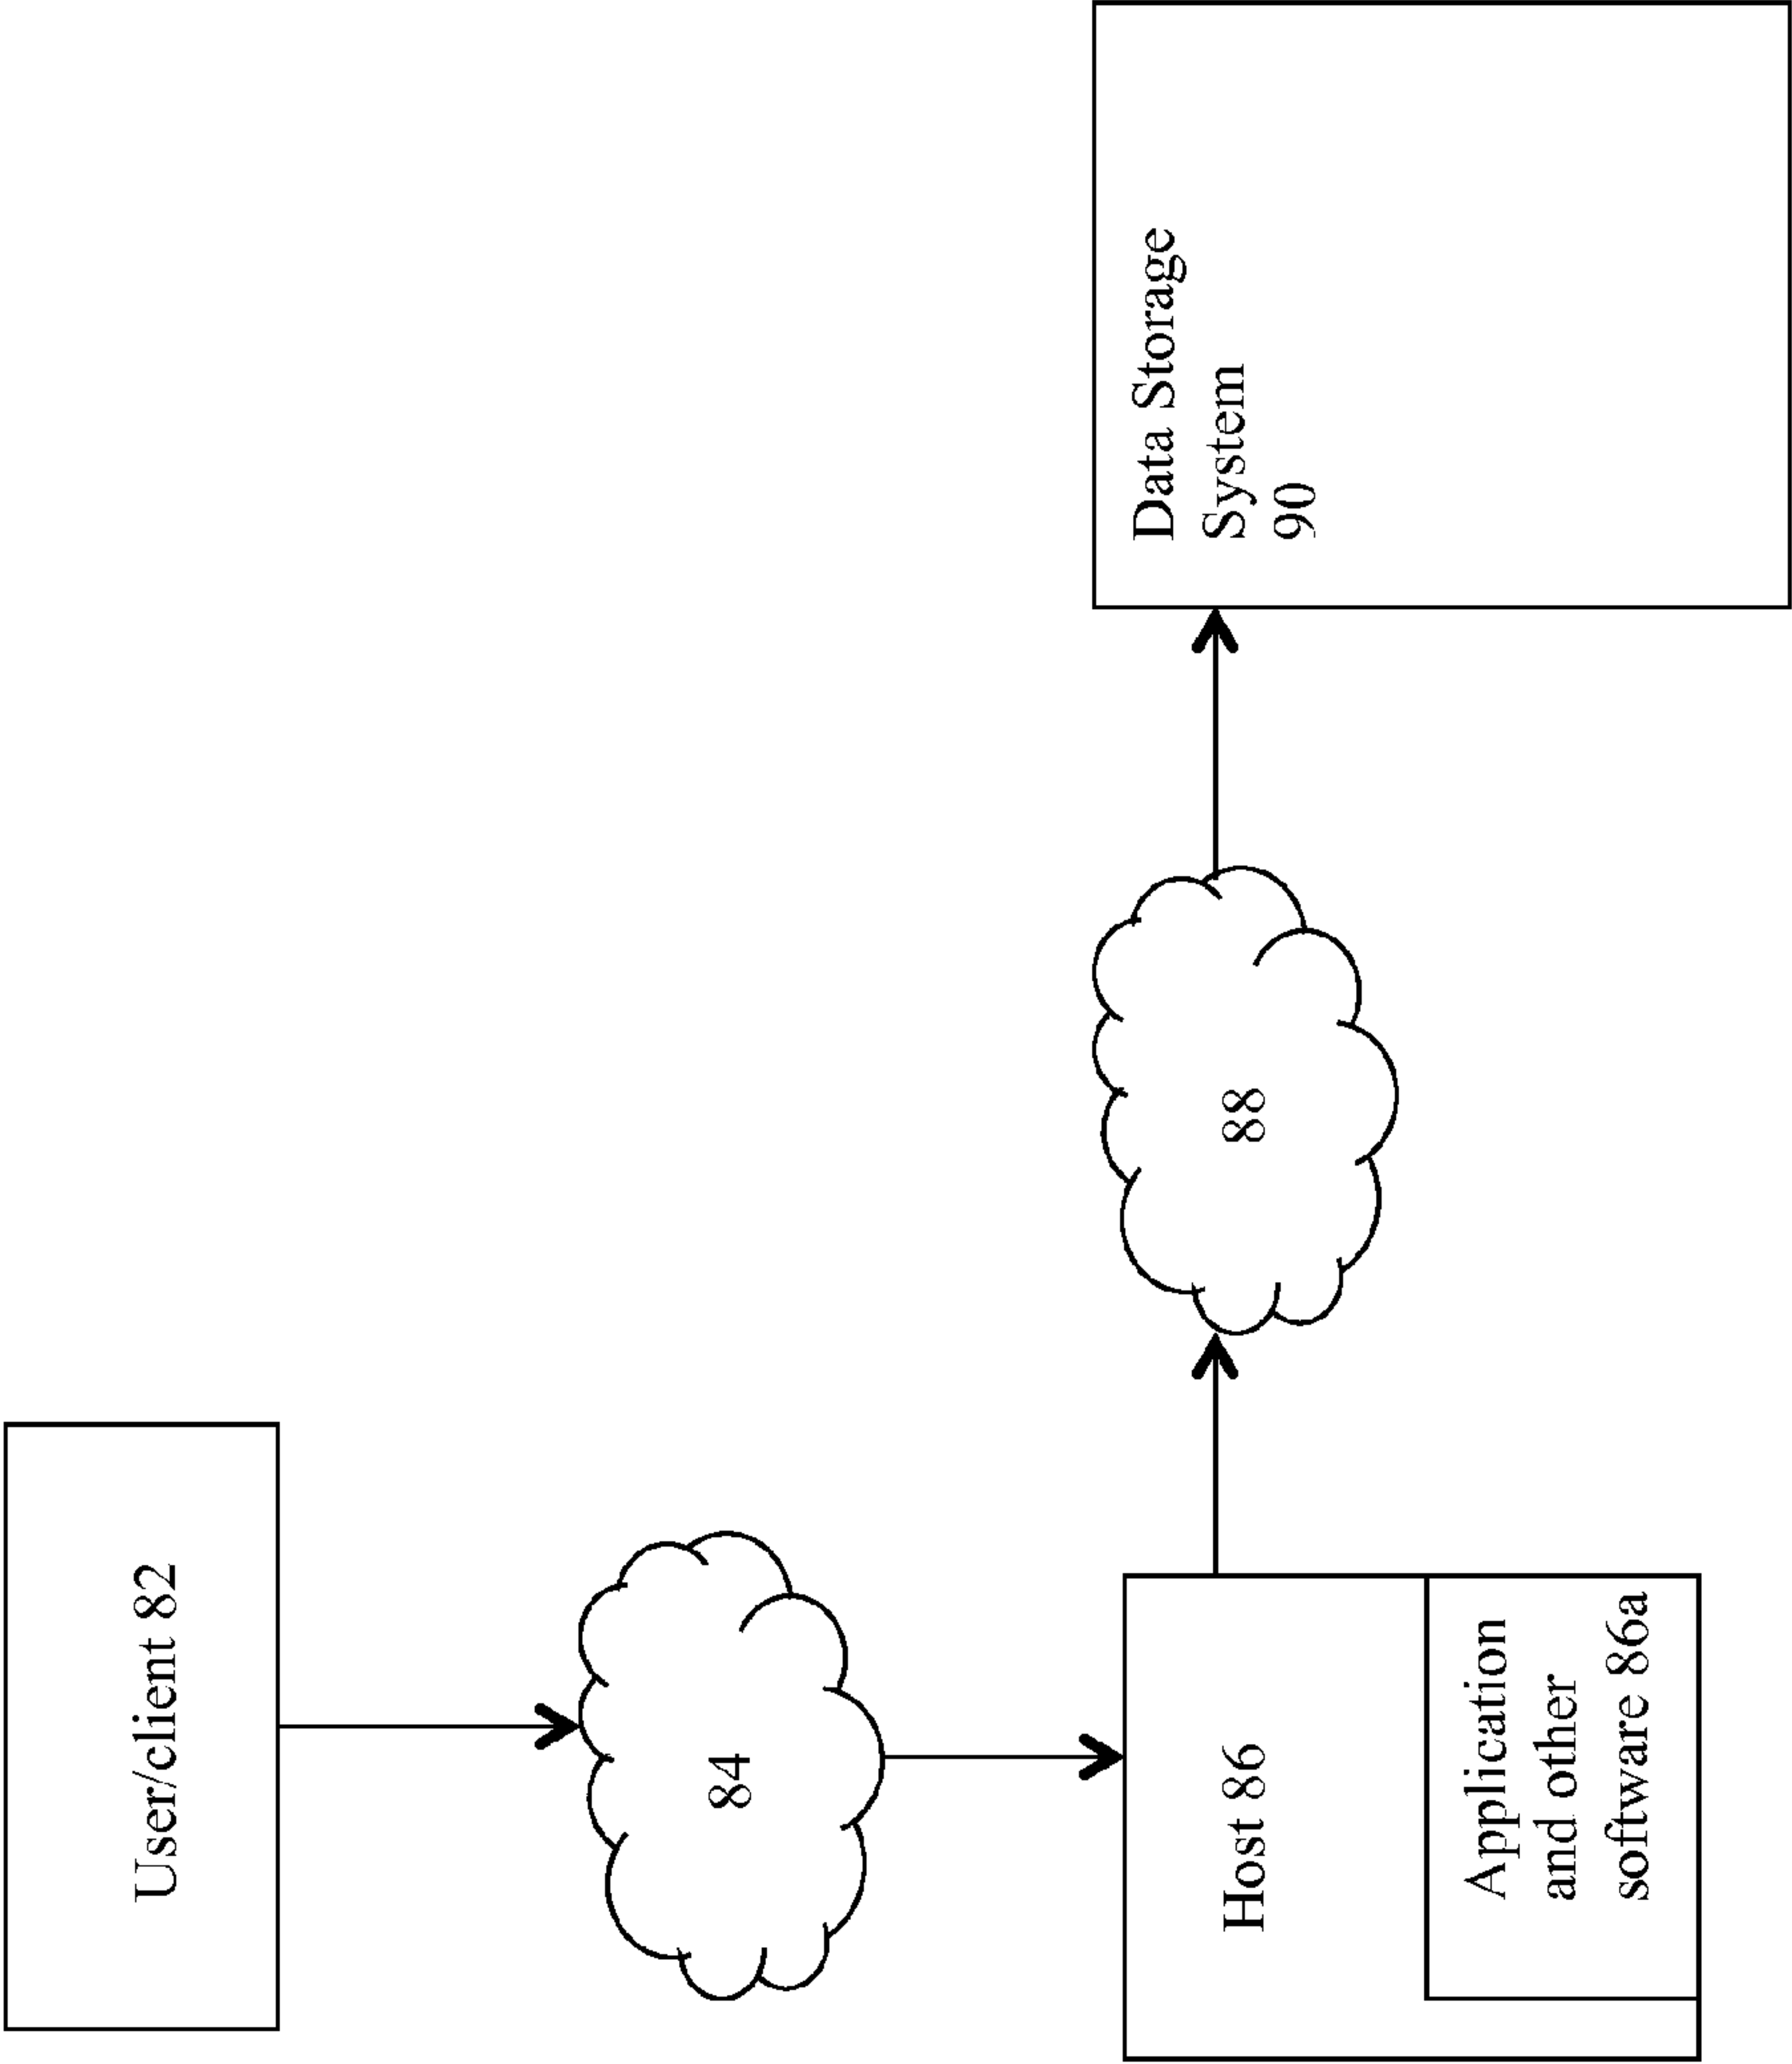 User/client 82
84
Host 86
Application
and other
software 86a
88
Data Storage
System
90